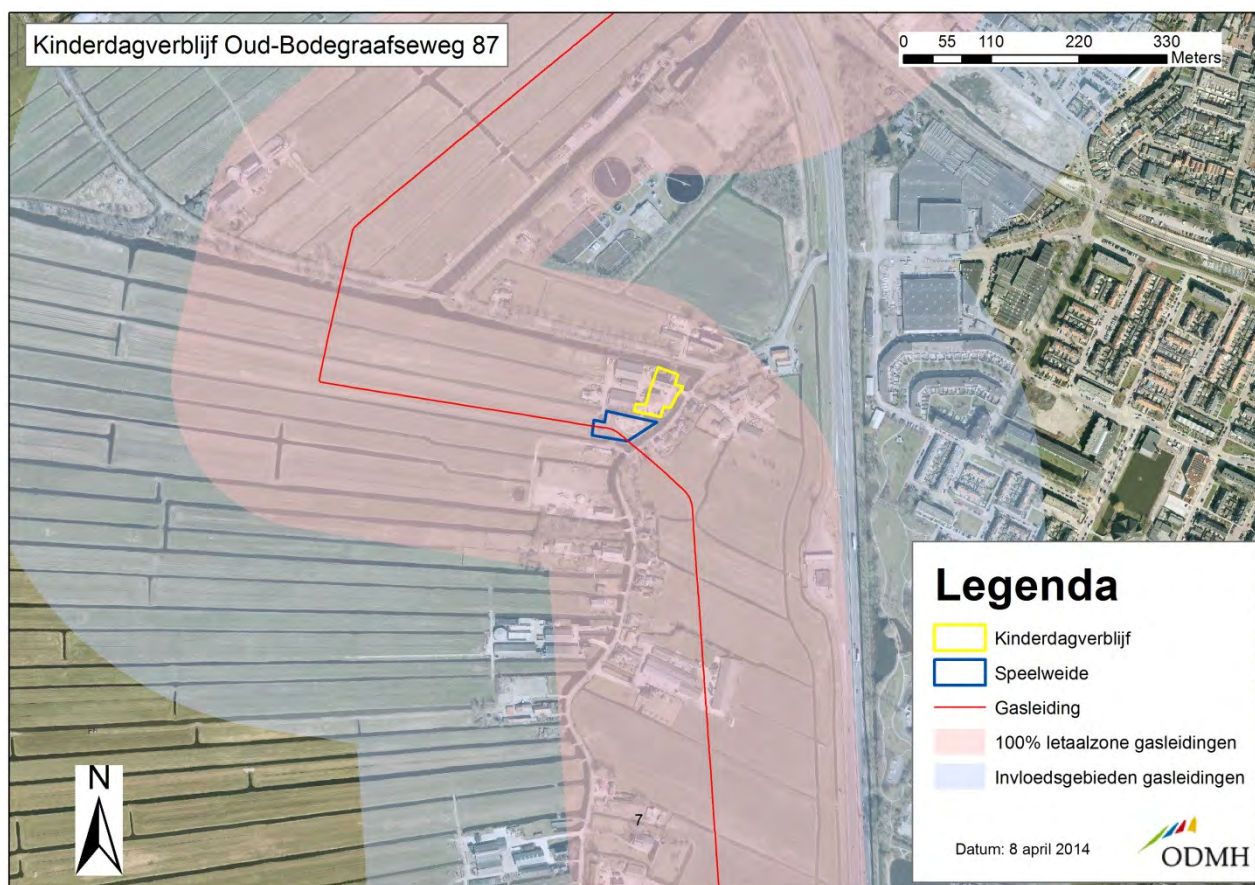 Kinderdagverblijf Oud-Bodegraafseweg 87
0 55 110 220 330
Meters
Legenda
Kinderdagverblijf
Speelweide
Gasleiding
100% letaalzone gasleidingen
Invloedsgebieden gasleidingen
Datum: 8 april 2014
ODMH
N
7